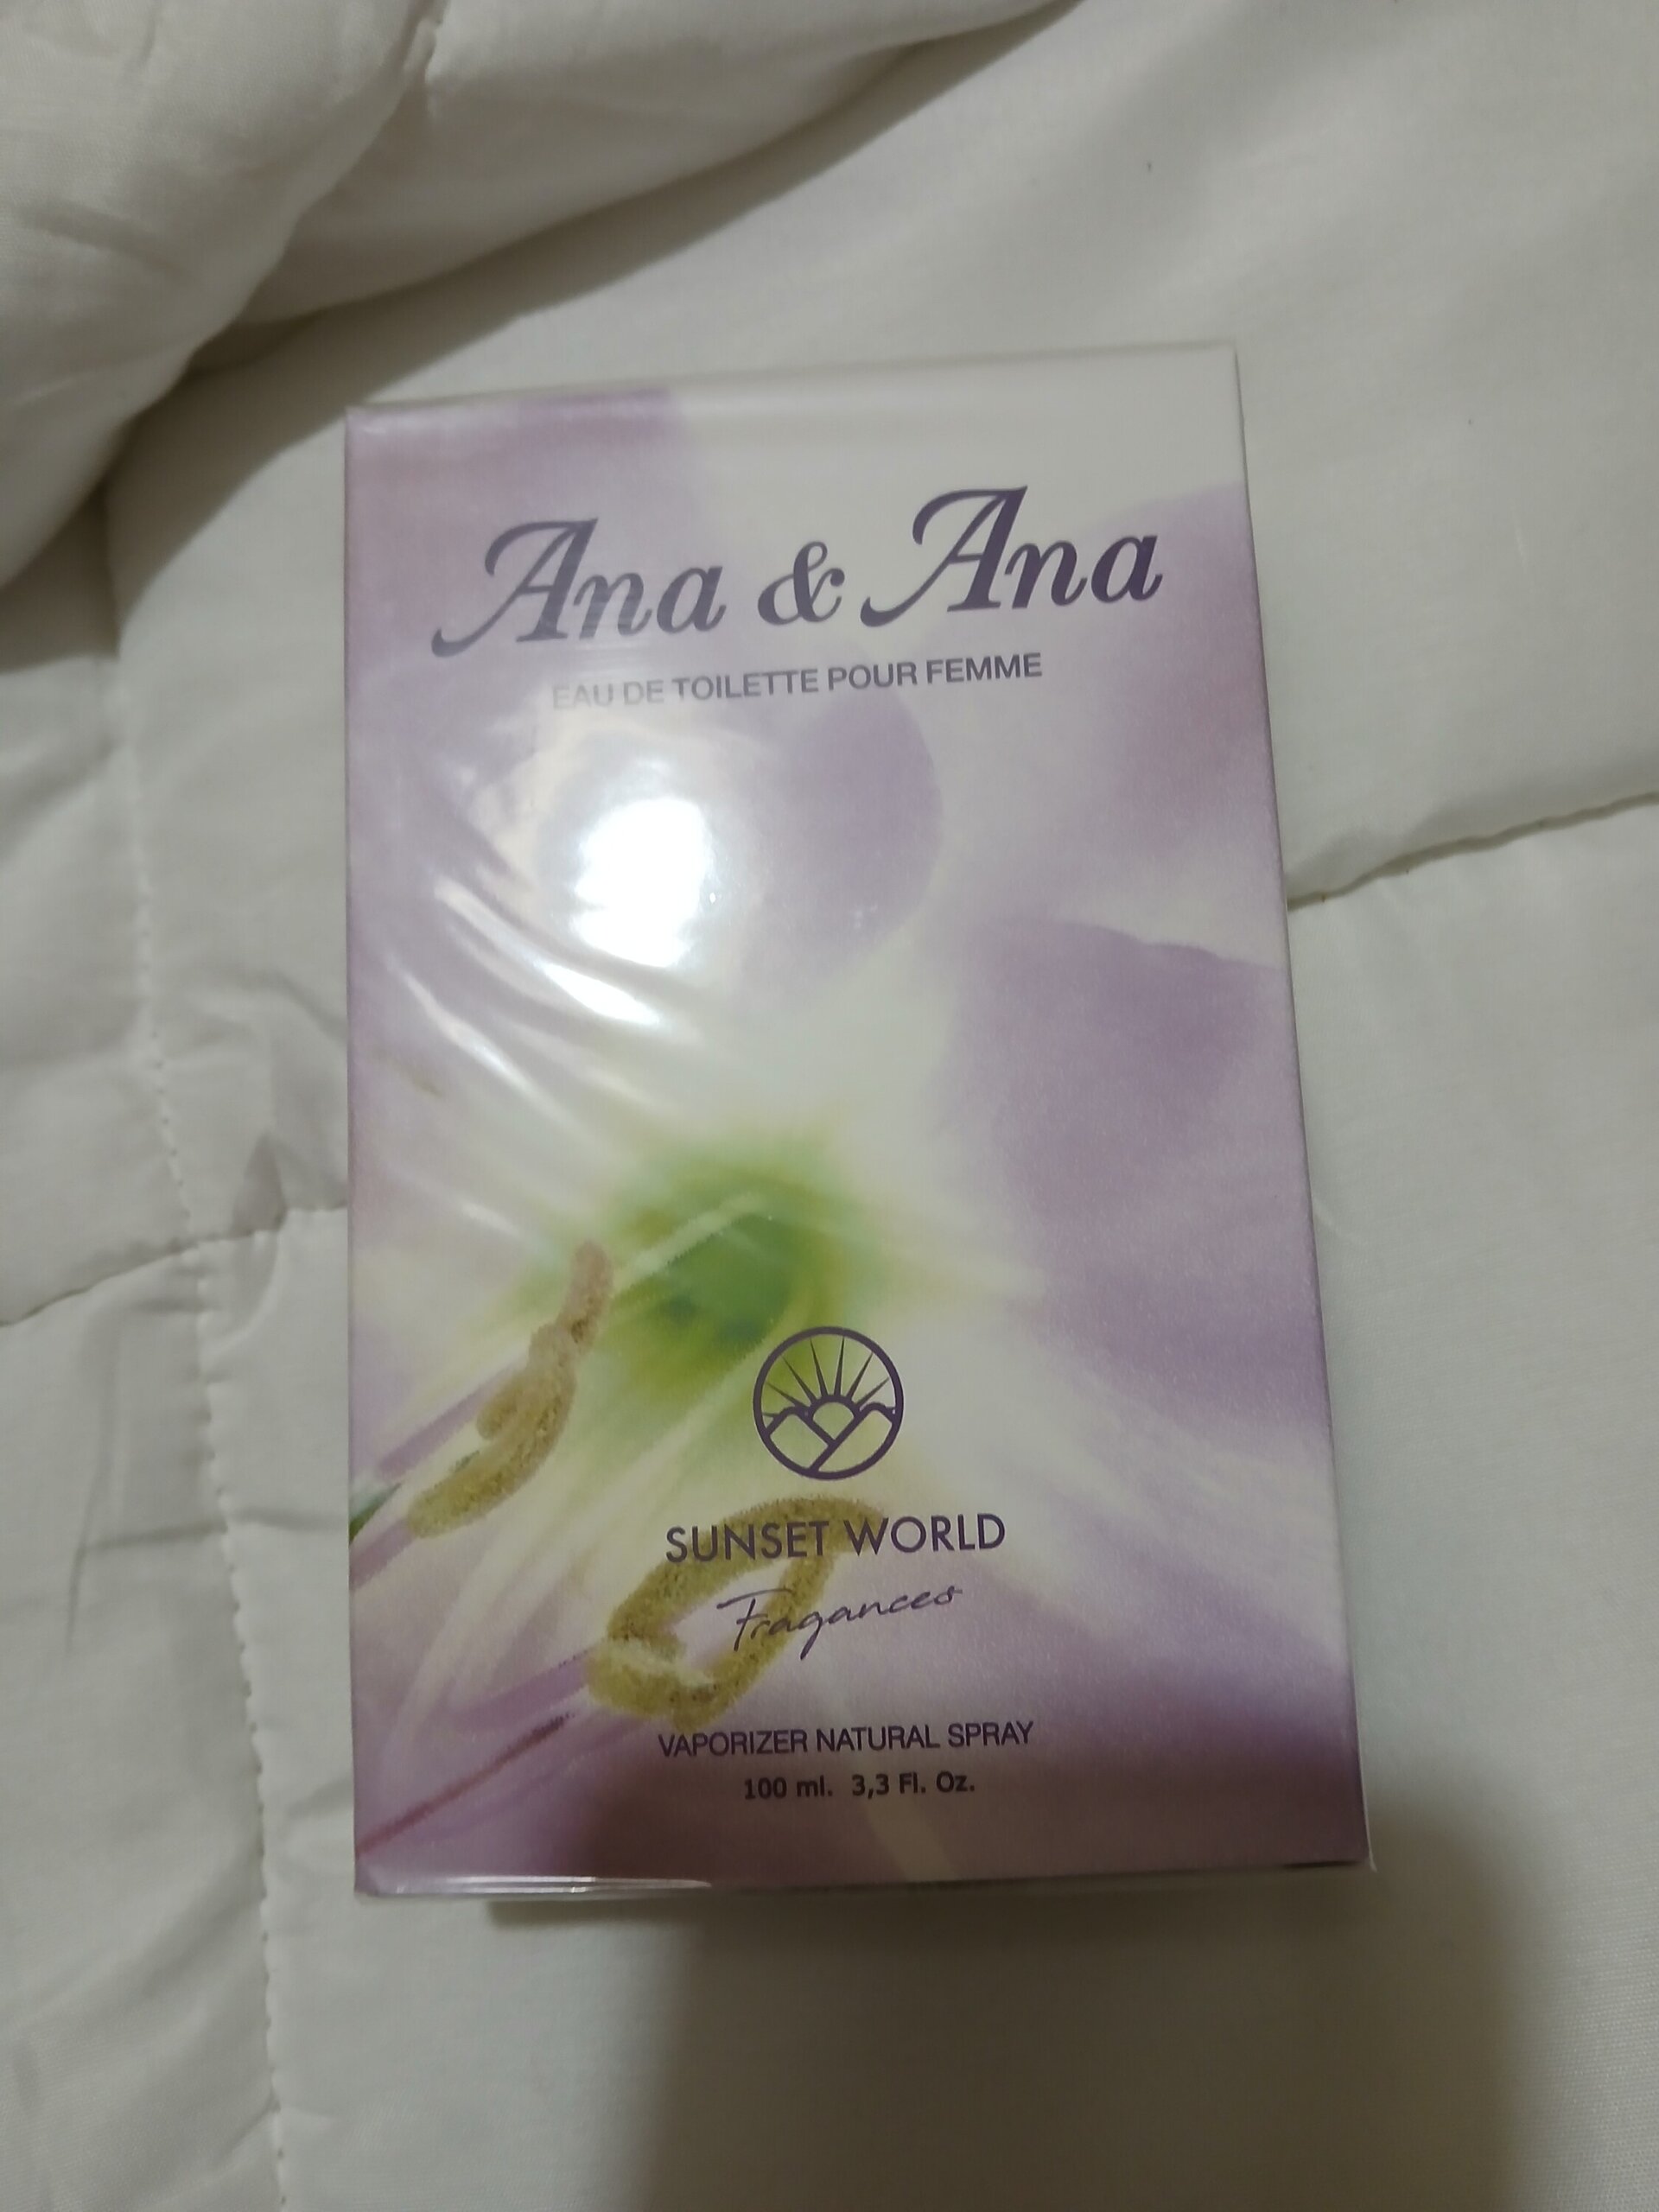 Ana & Ana
EAU DE TOILETTE POUR FEMME
SUNSET WORLD
Fragances
VAPORIZER NATURAL SPRAY
100 ml. 3,3 Fl. Oz.